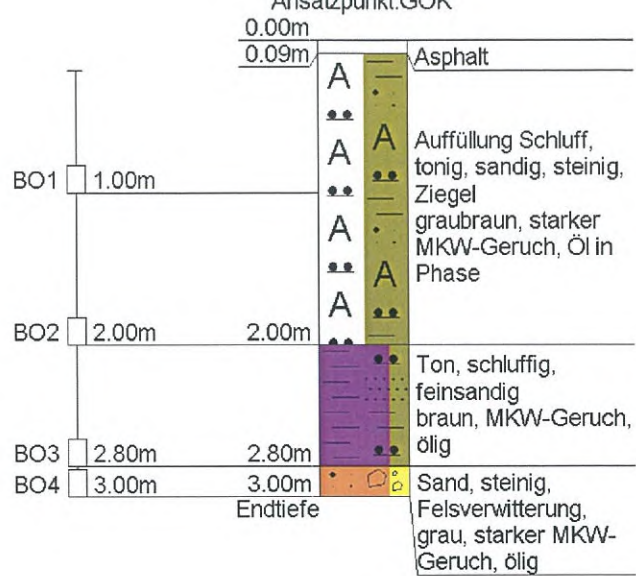 Ansatzpunkt:GOK
0.00m
0.09m
Asphalt
A
A
A
A
A
A
Auffüllung Schluff,
tonig, sandig, steinig,
Ziegel
graubraun, starker
MKW-Geruch, Öl in
Phase
BO1 1.00m
BO2 2.00m 2.00m
Ton, schluffig,
feinsandig
braun, MKW-Geruch,
ölig
BO3 2.80m 2.80m
BO4 3.00m 3.00m
Endtiefe
Sand, steinig,
Felsverwitterung,
grau, starker MKW-
Geruch, ölig